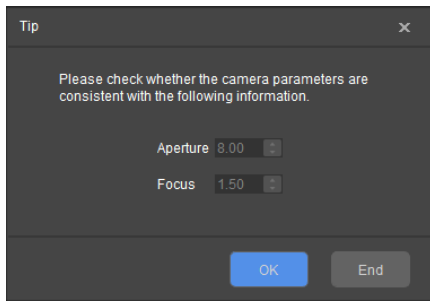 Tip
Please check whether the camera parameters are
consistent with the following information.
Aperture 8.00
Focus 1.50
OK End